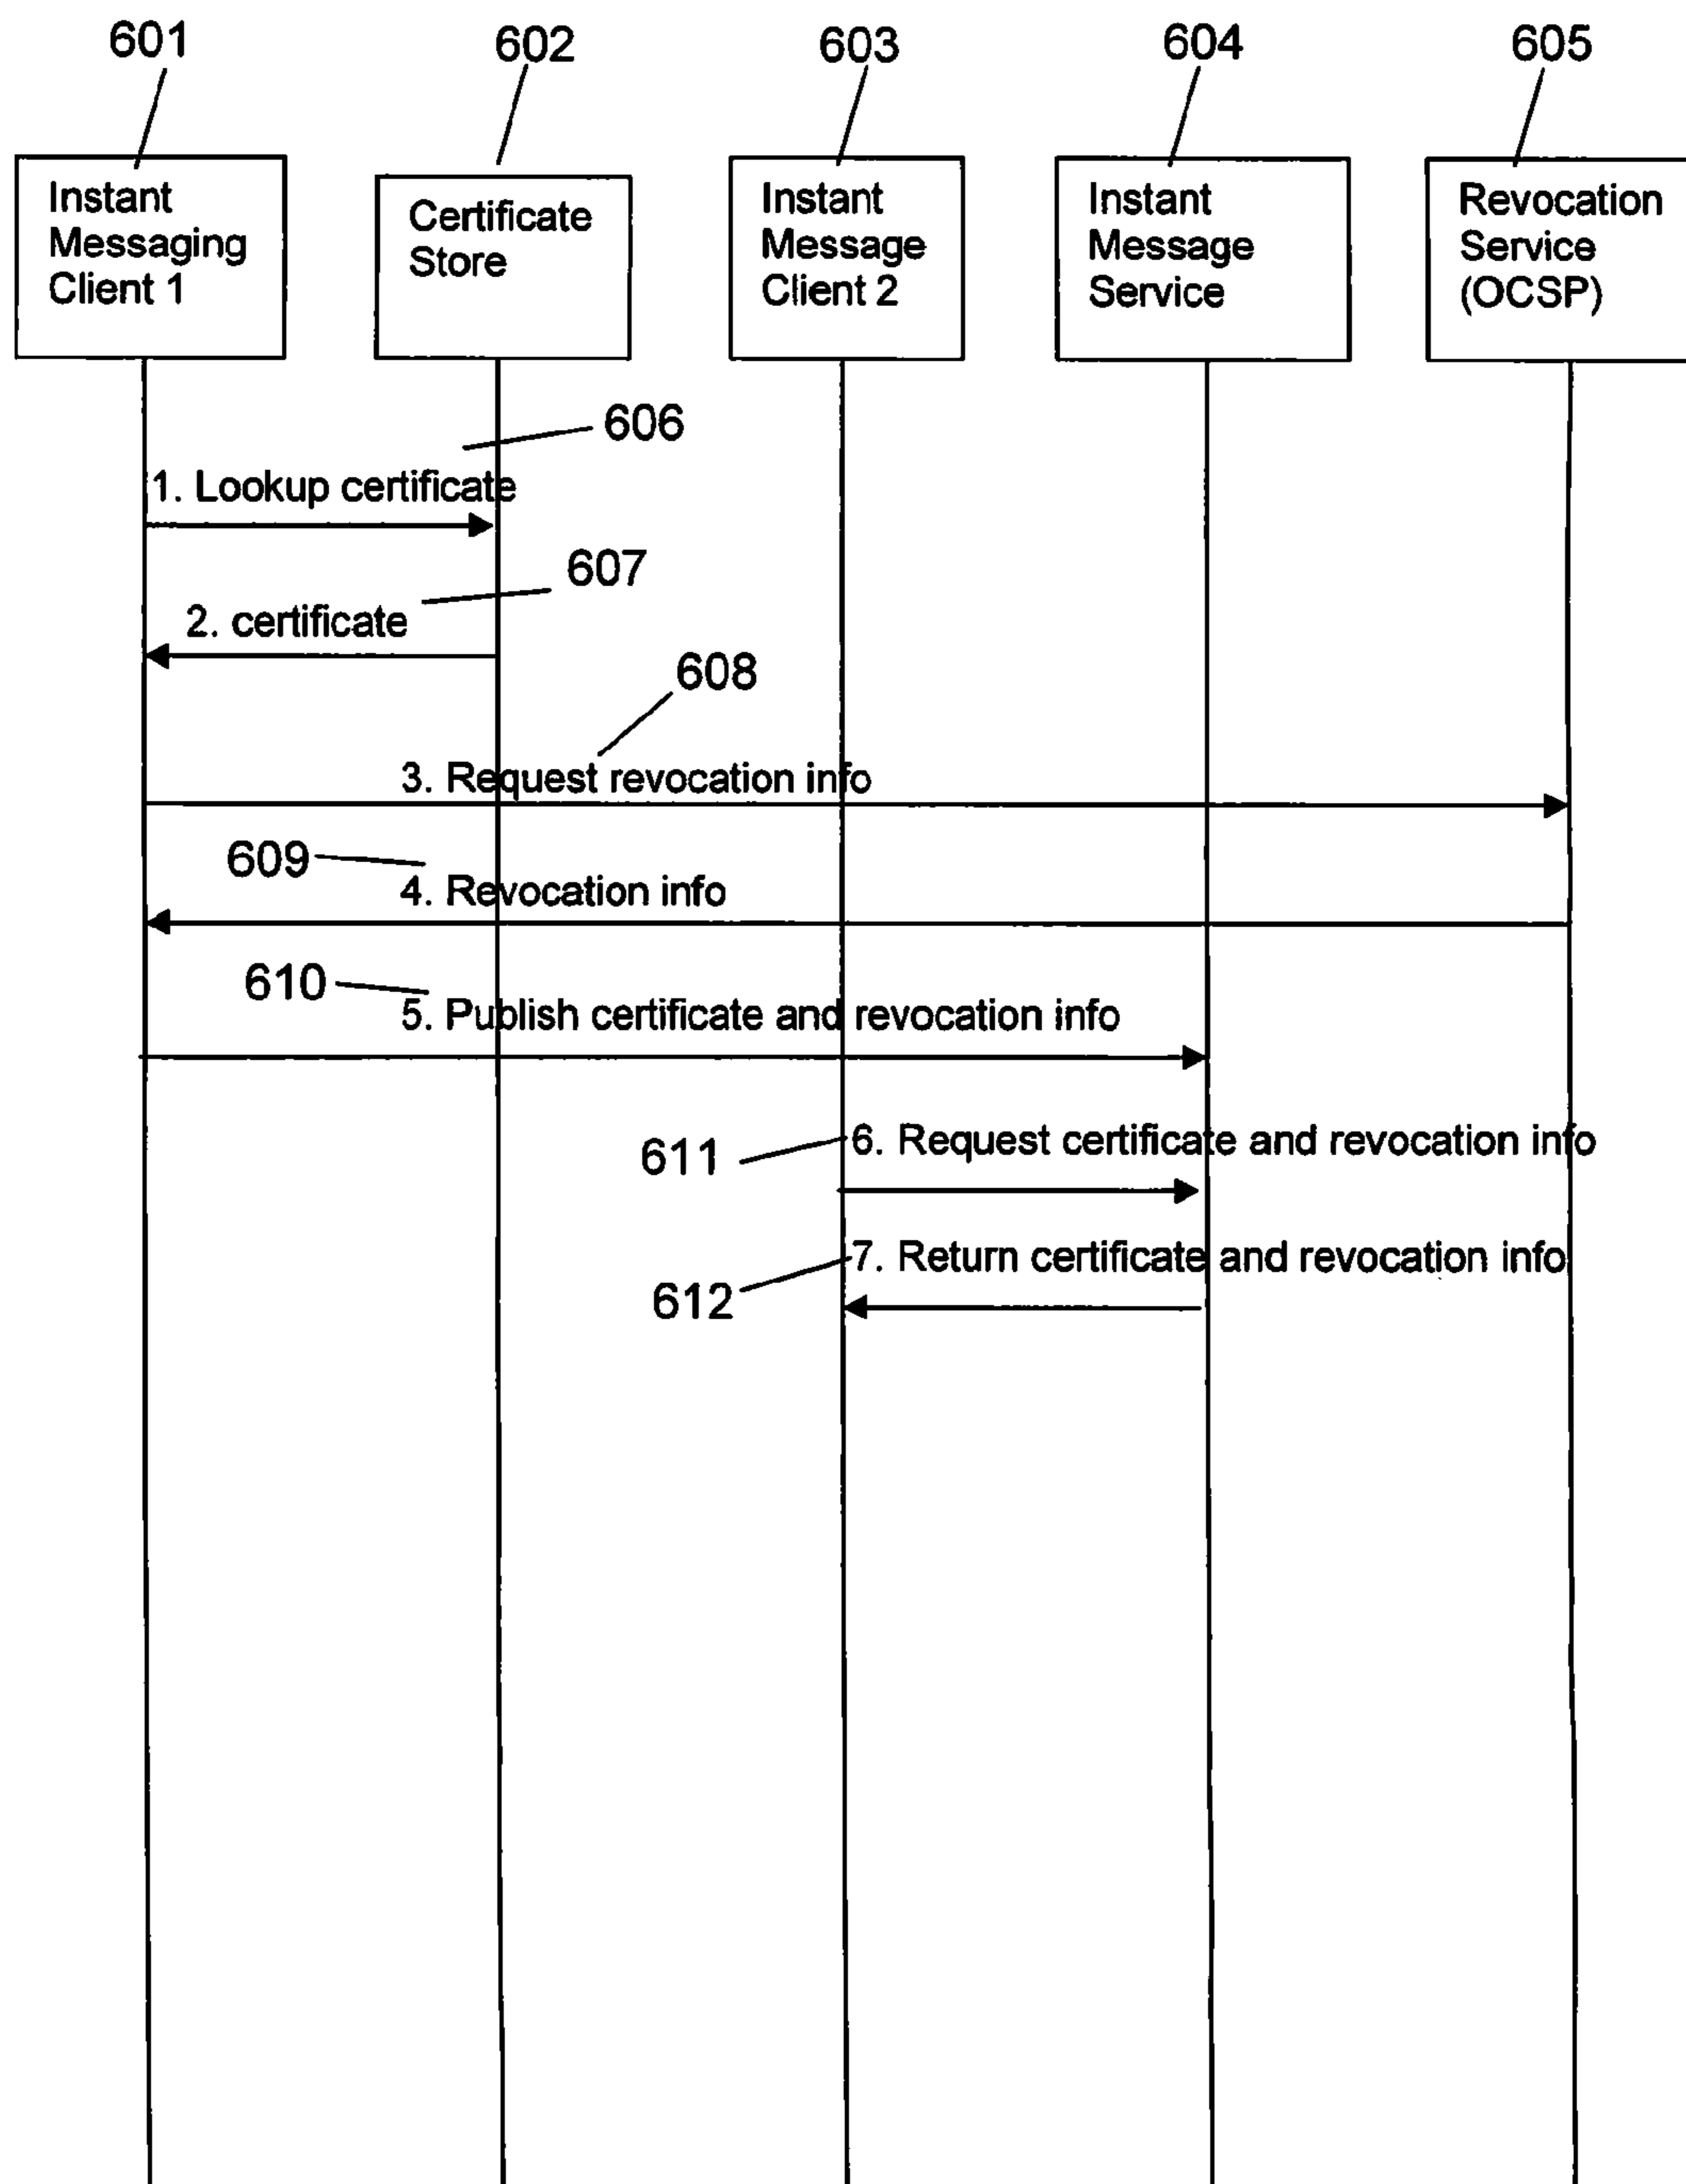 601 602 603 604 605
Instant
Messaging
Client 1
Certificate
Store
Instant
Message
Client 2
Instant
Message
Service
Revocation
Service
(OCSP)
606
1. Lookup certificate
607
2. certificate
608
3. Request revocation info
609
4. Revocation info
610
5. Publish certificate and revocation info
611
6. Request certificate and revocation info
7. Return certificate and revocation info
612